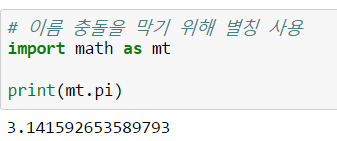 # 이름 충돌을 막기 위해 별칭 사용
import math as mt
print(mt.pi)
3.141592653589793